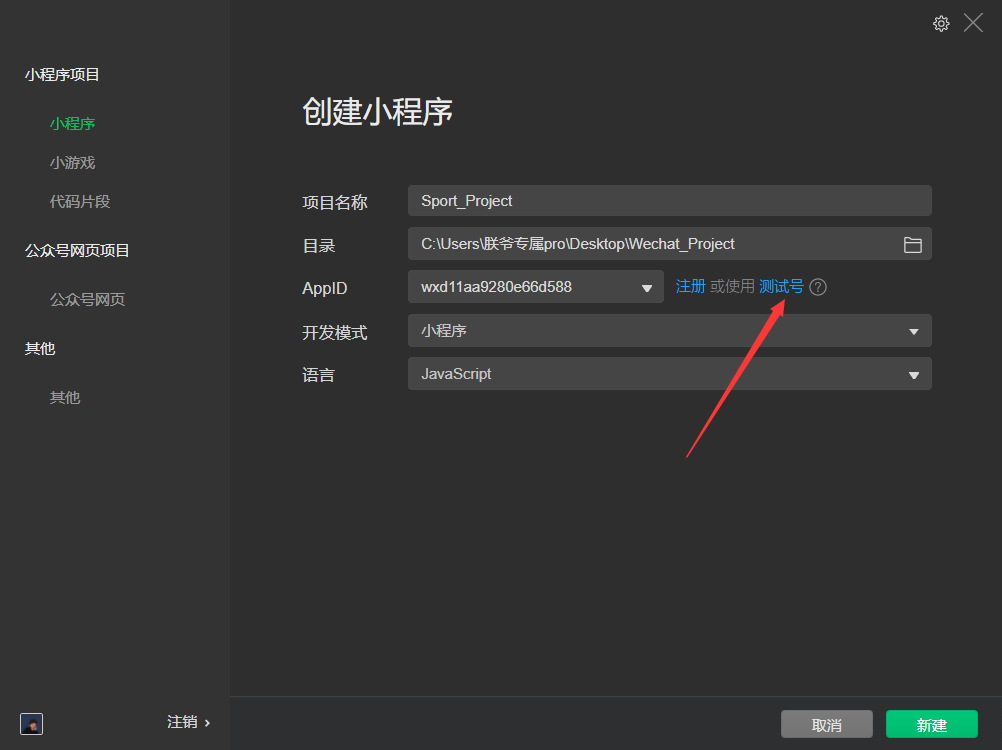 小程序项目
小程序
小游戏
代码片段
公众号网页项目
公众号网页
其他
其他
注销 ›
创建小程序
项目名称 Sport_Project
目录 C:\Users\朕爷专属pro\Desktop\Wechat_Project
AppID wxd11aa9280e66d588 注册 或使用 测试号 ?
开发模式 小程序
语言 JavaScript
取消 新建